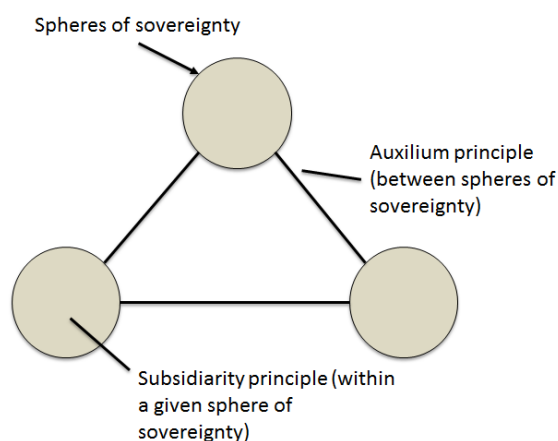 Spheres of sovereignty
Auxilium principle
(between spheres of
sovereignty)
Subsidiarity principle (within
a given sphere of
sovereignty)